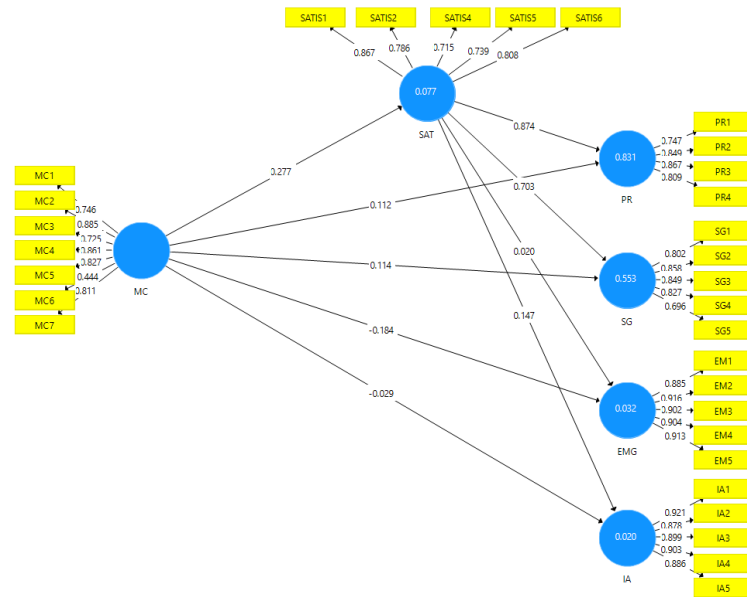 SATIS1 SATIS2 SATIS4 SATIS5 SATIS6
0.867 0.786 0.715 0.739 0.808
0.077
SAT
MC1
MC2
MC3
MC4
MC5
MC6
MC7
0.746
0.885
0.725
0.861
0.827
0.444
0.811
MC
0.277
0.112
0.114
-0.184
-0.029
0.874
0.703
0.020
0.147
0.831
PR
0.747
0.849
0.867
0.809
PR1
PR2
PR3
PR4
0.553
SG
0.802
0.858
0.849
0.827
0.696
SG1
SG2
SG3
SG4
SG5
0.032
EMG
0.885
0.916
0.902
0.904
0.913
EM1
EM2
EM3
EM4
EM5
0.020
IA
0.921
0.878
0.899
0.903
0.886
IA1
IA2
IA3
IA4
IA5